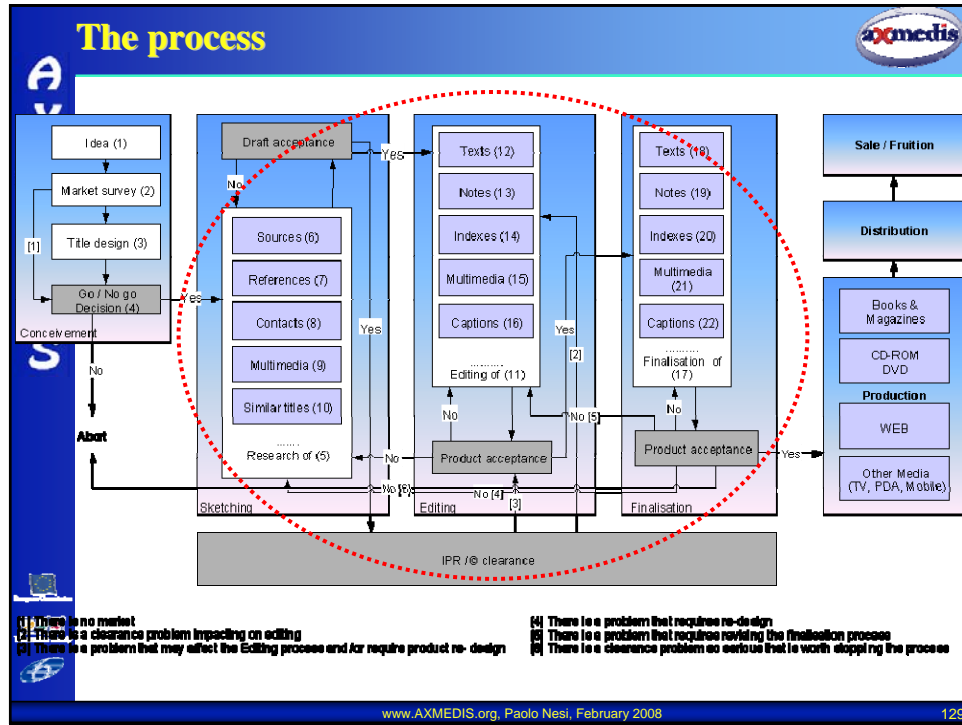 The process
axmedis
Idea (1)
Market survey (2)
[1]
Title design (3)
Go / No go
Decision (4)
Conceivement
No
Abort
Yes
Draft acceptance
No
Yes
Sources (6)
References (7)
Contacts (8)
Multimedia (9)
Similar titles (10)
.......
Research of (5)
Sketching
Yes
Texts (12)
Notes (13)
Indexes (14)
Multimedia (15)
Captions (16)
..........
Editing of (11)
No
Product acceptance
No
Editing
Yes
[2]
No [5]
No [6]
No [4]
[3]
Texts (18)
Notes (19)
Indexes (20)
Multimedia
(21)
Captions (22)
..........
Finalisation of
(17)
No
Product acceptance
Yes
Finalisation
IPR / © clearance
Sale / Fruition
Distribution
Books &
Magazines
CD-ROM
DVD
Production
WEB
Other Media
(TV, PDA, Mobile)
[1] There is no market
[2] There is a clearance problem impacting on editing
[3] There is a problem that may affect the Editing process and /or require product re- design
[4] There is a problem that requires re-design
[5] There is a problem that requires revising the finalisation process
[6] There is a clearance problem so serious that is worth stopping the process
www.AXMEDIS.org, Paolo Nesi, February 2008
129